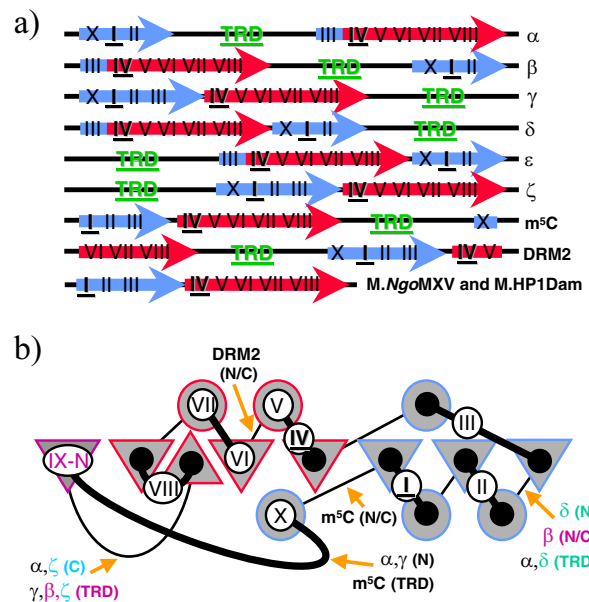 a)
X I II TRD III IV V VI VII VIII α
III IV V VI VII VIII TRD X I II β
X I II III IV V VI VII VIII TRD γ
III IV V VI VII VIII X I II TRD δ
TRD III IV V VI VII VIII X I II ε
TRD X I II III IV V VI VII VIII ζ
I II III IV V VI VII VIII TRD X m⁵C
VI VII VIII TRD X I II III IV V DRM2
I II III IV V VI VII VIII M.NgoMXV and M.HP1Dam
b)
DRM2
(N/C)
VII V
III
IV
IX-N VI
VIII I II
X
m⁵C (N/C)
δ (N
β (N/C
α,δ (TRD
α,γ (N)
m⁵C (TRD)
α,ζ (C)
γ,β,ζ (TRD)